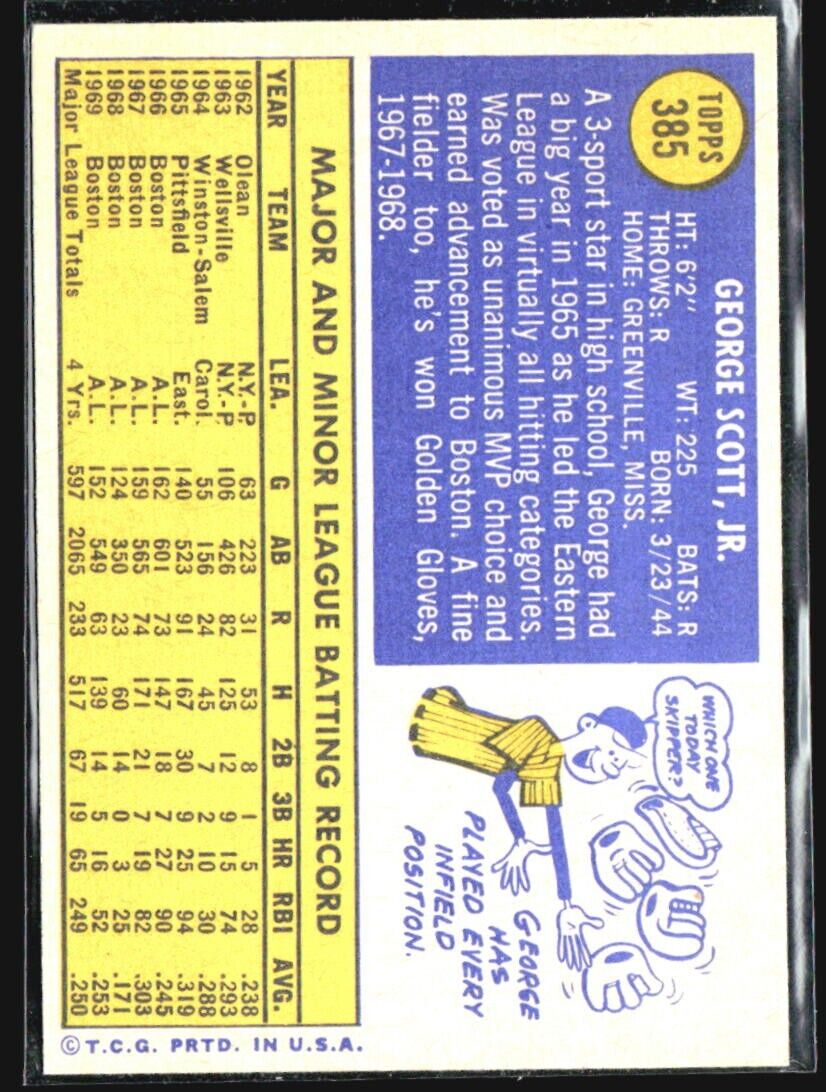 TOPPS
385
GEORGE SCOTT, JR.
HT: 6'2" WT: 225 BATS: R
THROWS: R BORN: 3/23/44
HOME: GREENVILLE, MISS.
A 3-sport star in high school, George had
a big year in 1965 as he led the Eastern
League in virtually all hitting categories.
Was voted as unanimous MVP choice and
earned advancement to Boston. A fine
fielder too, he's won Golden Gloves,
1967-1968.
WHICH ONE
TODAY
SKIPPER?
GEORGE
HAS
PLAYED EVERY
INFIELD
POSITION.
MAJOR AND MINOR LEAGUE BATTING RECORD
YEAR TEAM LEA. G AB R H 2B 3B HR RBI AVG.
1962 Olean N.Y.-P 63 223 31 53 8 1 5 28 .238
1963 Wellsville N.Y.-P 106 426 82 125 12 9 15 74 .293
1964 Winston-Salem Carol. 55 156 24 45 7 2 10 30 .288
1965 Pittsfield East. 140 523 91 167 30 9 25 94 .319
1966 Boston A.L. 162 601 73 147 18 7 27 90 .245
1967 Boston A.L. 159 565 74 171 21 7 19 82 .303
1968 Boston A.L. 124 350 23 60 14 0 3 25 .171
1969 Boston A.L. 152 549 63 139 14 5 16 52 .253
Major League Totals 4 Yrs. 597 2065 233 517 67 19 65 249 .250
© T.C.G. PRTD. IN U.S.A.